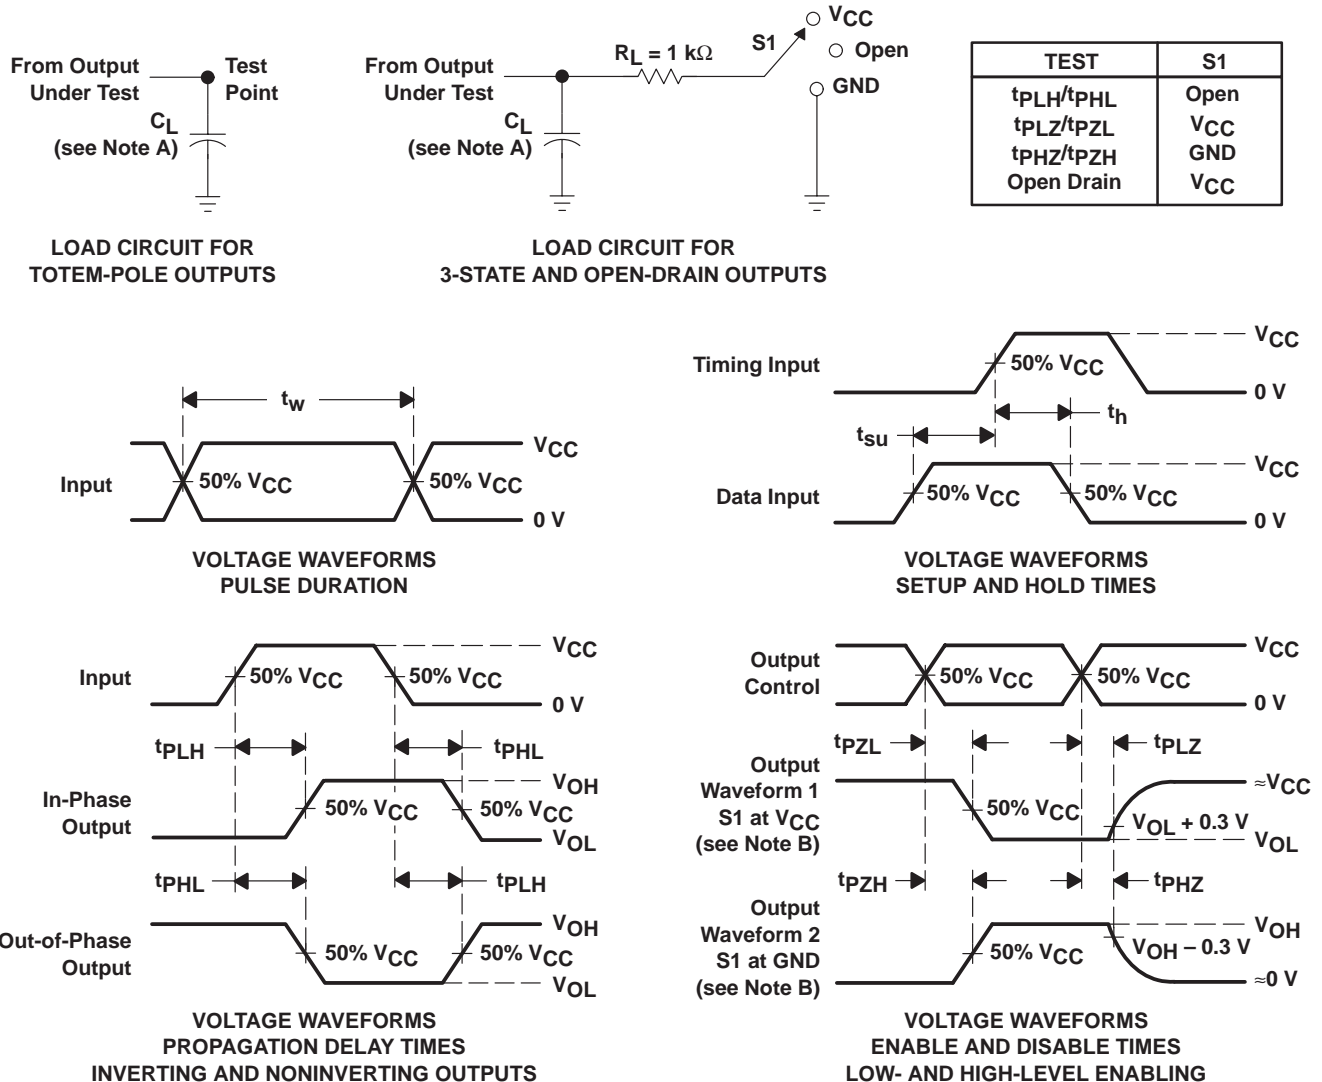 From Output
Under Test
Test
Point
CL
(see Note A)
LOAD CIRCUIT FOR
TOTEM-POLE OUTPUTS
From Output
Under Test
CL
(see Note A)
RL = 1 kΩ
S1
VCC
Open
GND
LOAD CIRCUIT FOR
3-STATE AND OPEN-DRAIN OUTPUTS
TEST S1
tPLH/tPHL Open
tPLZ/tPZL VCC
tPHZ/tPZH GND
Open Drain VCC
tw
Input
50% VCC
50% VCC
VCC
0 V
VOLTAGE WAVEFORMS
PULSE DURATION
Timing Input
50% VCC
VCC
0 V
th
tsu
Data Input
50% VCC
50% VCC
VCC
0 V
VOLTAGE WAVEFORMS
SETUP AND HOLD TIMES
Input
50% VCC
50% VCC
VCC
0 V
tPLH
tPHL
In-Phase
Output
50% VCC
50% VCC
VOH
VOL
tPHL
tPLH
Out-of-Phase
Output
50% VCC
50% VCC
VOH
VOL
VOLTAGE WAVEFORMS
PROPAGATION DELAY TIMES
INVERTING AND NONINVERTING OUTPUTS
Output
Control
50% VCC
50% VCC
VCC
0 V
tPZL
tPLZ
Output
Waveform 1
S1 at VCC
(see Note B)
50% VCC
≈VCC
VOL + 0.3 V
VOL
tPZH
tPHZ
Output
Waveform 2
S1 at GND
(see Note B)
50% VCC
VOH
VOH − 0.3 V
≈0 V
VOLTAGE WAVEFORMS
ENABLE AND DISABLE TIMES
LOW- AND HIGH-LEVEL ENABLING